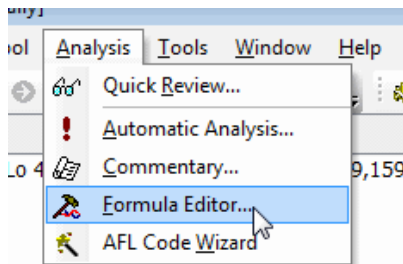 ully]
ool Analysis Tools Window Help
Quick Review...
Automatic Analysis...
Lo 4 9,159
Commentary...
Formula Editor...
AFL Code Wizard